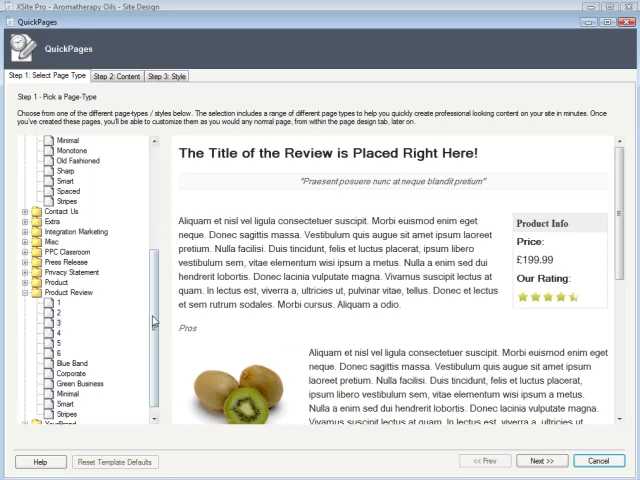 XSite Pro - Aromatherapy Oils - Site Design
QuickPages
QuickPages
Step 1: Select Page Type
Step 2: Content
Step 3: Style
Step 1 - Pick a Page-Type
Choose from one of the different page-types / styles below. The selection includes a range of different page types to help you quickly create professional looking content on your site in minutes. Once
you've created these pages, you'll be able to customize them as you would any normal page, from within the page design tab, later on.
Minimal
Monotone
Old Fashioned
Sharp
Smart
Spaced
Stripes
Contact Us
Extra
Integration Marketing
Misc
PPC Classroom
Press Release
Privacy Statement
Product
Product Review
1
2
3
4
5
6
Blue Band
Corporate
Green Business
Minimal
Smart
Stripes
YourBrand
The Title of the Review is Placed Right Here!
"Praesent posuere nunc at neque blandit pretium"
Aliquam et nisl vel ligula consectetuer suscipit. Morbi euismod enim eget
neque. Donec sagittis massa. Vestibulum quis augue sit amet ipsum laoreet
pretium. Nulla facilisi. Duis tincidunt, felis et luctus placerat, ipsum libero
vestibulum sem, vitae elementum wisi ipsum a metus. Nulla a enim sed dui
hendrerit lobortis. Donec lacinia vulputate magna. Vivamus suscipit lectus at
quam. In lectus est, viverra a, ultricies ut, pulvinar vitae, tellus. Donec et lectus
et sem rutrum sodales. Morbi cursus. Aliquam a odio.
Product Info
Price:
£199.99
Our Rating:
Pros
Aliquam et nisl vel ligula consectetuer suscipit. Morbi euismod enim eget
neque. Donec sagittis massa. Vestibulum quis augue sit amet ipsum
laoreet pretium. Nulla facilisi. Duis tincidunt, felis et luctus placerat,
ipsum libero vestibulum sem, vitae elementum wisi ipsum a metus.
Nulla a enim sed dui hendrerit lobortis. Donec lacinia vulputate magna.
Vivamus suscipit lectus at quam. In lectus est, viverra a, ultricies ut
Help
Reset Template Defaults
<< Prev
Next >>
Cancel